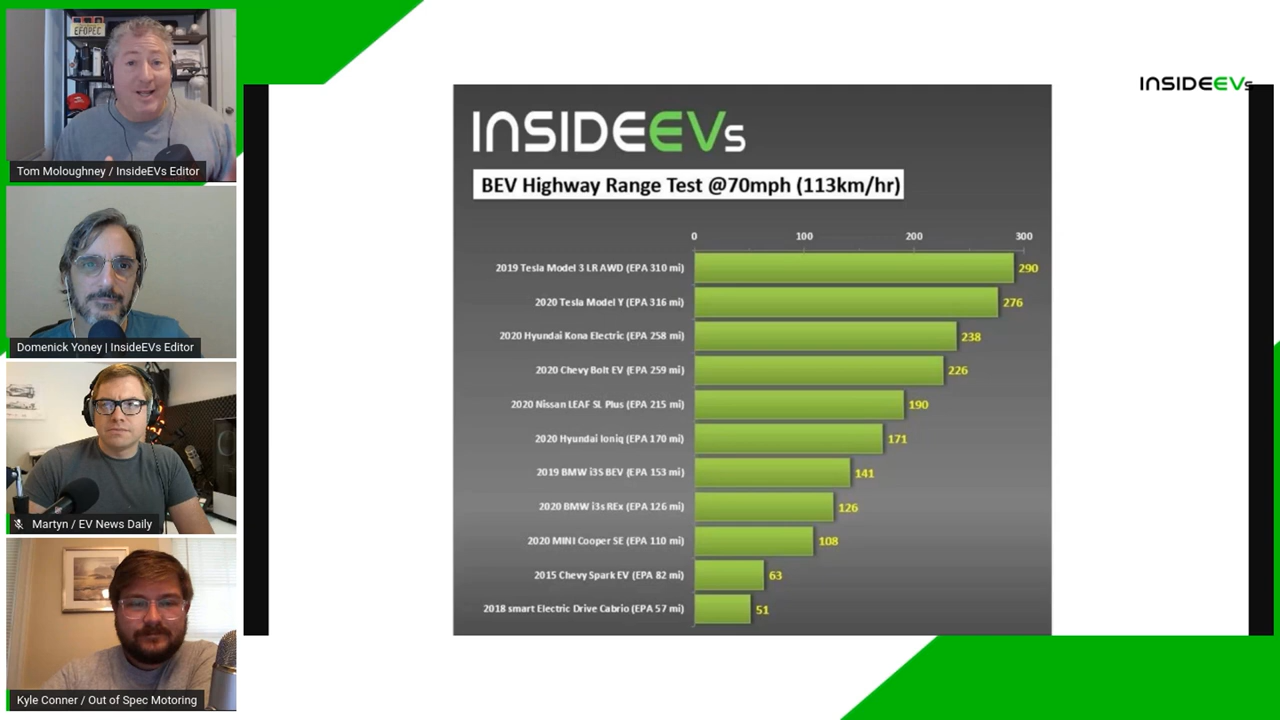 EFOPEC
Tom Moloughney / InsideEVs Editor
Domenick Yoney | InsideEVs Editor
Martyn / EV News Daily
Kyle Conner / Out of Spec Motoring
INSIDEEVs
INSIDEEVs
BEV Highway Range Test @70mph (113km/hr)
0 100 200 300
2019 Tesla Model 3 LR AWD (EPA 310 mi) 290
2020 Tesla Model Y (EPA 316 mi) 276
2020 Hyundai Kona Electric (EPA 258 mi) 238
2020 Chevy Bolt EV (EPA 259 mi) 226
2020 Nissan LEAF SL Plus (EPA 215 mi) 190
2020 Hyundai Ioniq (EPA 170 mi) 171
2019 BMW i3S BEV (EPA 153 mi) 141
2020 BMW i3s REx (EPA 126 mi) 126
2020 MINI Cooper SE (EPA 110 mi) 108
2015 Chevy Spark EV (EPA 82 mi) 63
2018 smart Electric Drive Cabrio (EPA 57 mi) 51